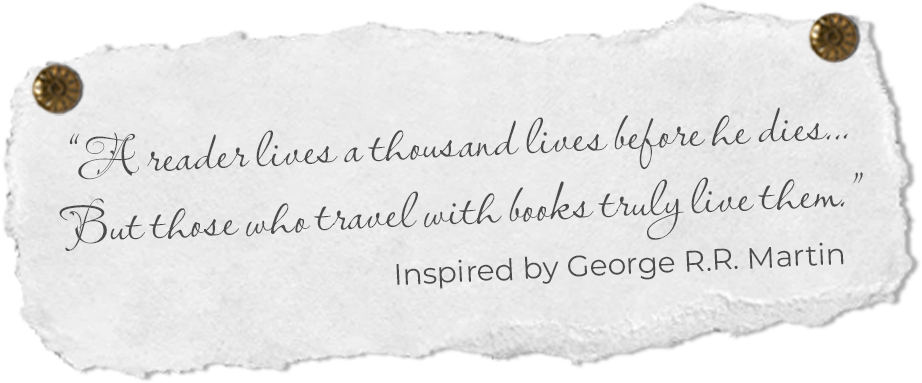 “A reader lives a thousand lives before he dies...
But those who travel with books truly live them.”
Inspired by George R.R. Martin